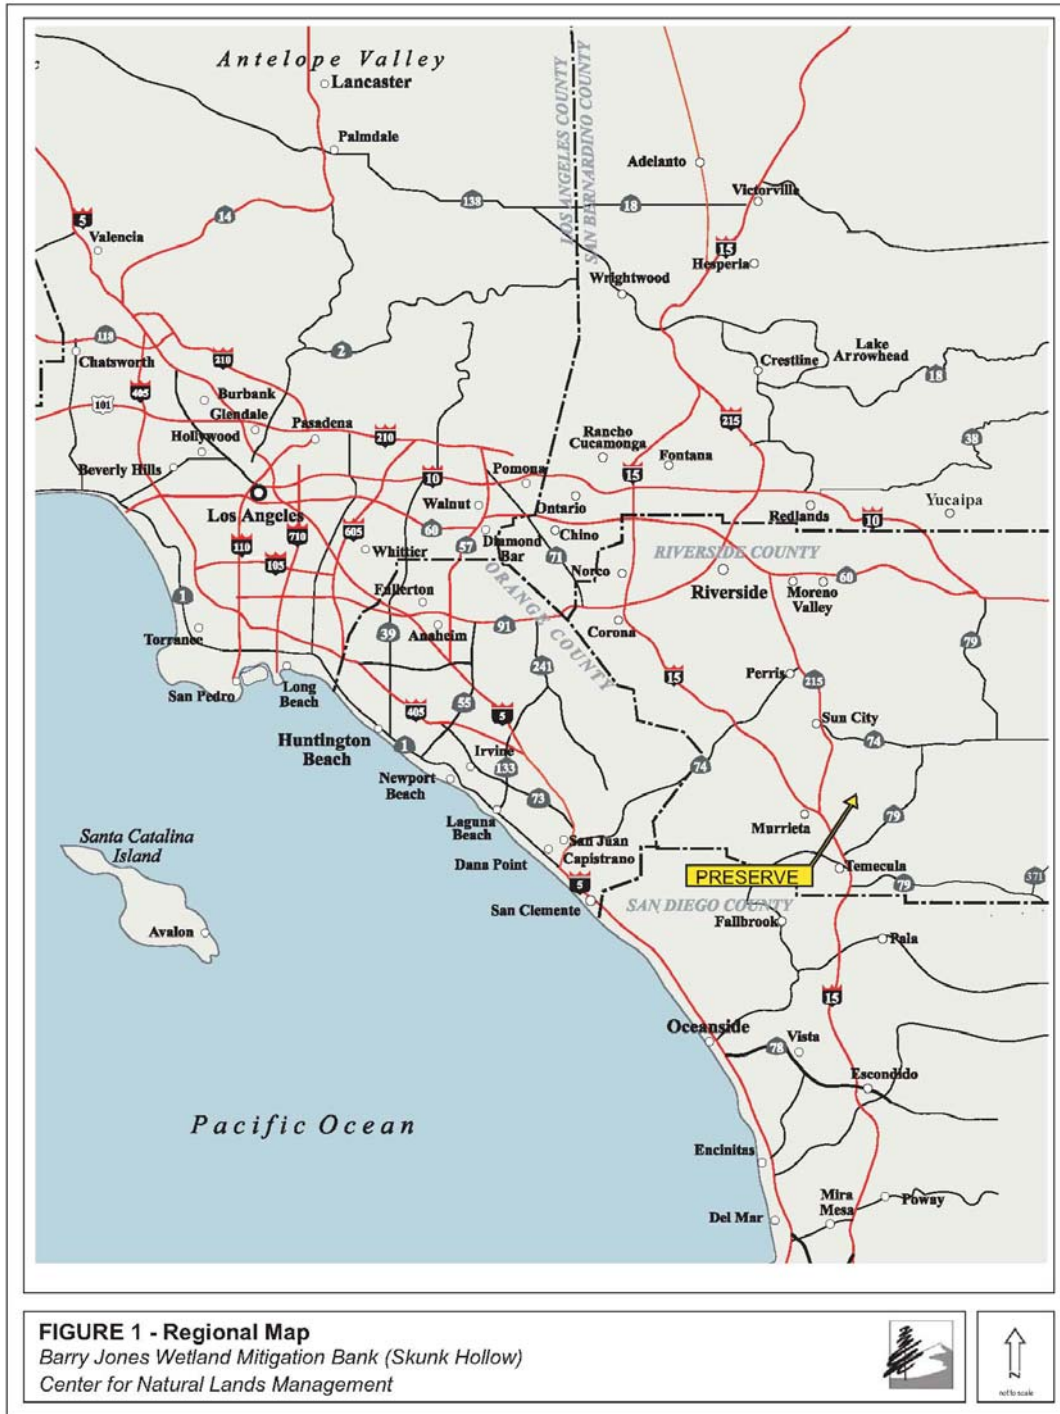 Antelope Valley
Lancaster
Palmdale
LOS ANGELES COUNTY
SAN BERNARDINO COUNTY
Adelanto
Victorville
138
18
14
5
Valencia
15
Hesperia
Wrightwood
118
Chatsworth
210
2
Lake
Arrowhead
Crestline
18
405
101
Burbank
Glendale
Hollywood
Pasadena
210
215
Rancho
Cucamonga
38
Beverly Hills
10
Pomona
15
Fontana
Walnut
Ontario
Yucaipa
Los Angeles
Redlands
10
110
710
605
60
57
Diamond
Bar
Chino
71
Whittier
105
RIVERSIDE COUNTY
Norco
Riverside
60
Moreno
Valley
1
Fullerton
ORANGE COUNTY
Torrance
39
Anaheim
91
Corona
79
241
San Pedro
Long
Beach
15
Perris
215
405
55
5
Sun City
74
Huntington
Beach
1
Irvine
133
74
Newport
Beach
73
Murrieta
79
Laguna
Beach
San Juan
Capistrano
Santa Catalina
Island
Dana Point
PRESERVE
Temecula
79
371
5
San Clemente
SAN DIEGO COUNTY
Fallbrook
Avalon
Pala
15
Oceanside
Vista
78
Escondido
Pacific Ocean
Encinitas
Mira
Mesa
Poway
Del Mar
FIGURE 1 - Regional Map
Barry Jones Wetland Mitigation Bank (Skunk Hollow)
Center for Natural Lands Management
N
not to scale